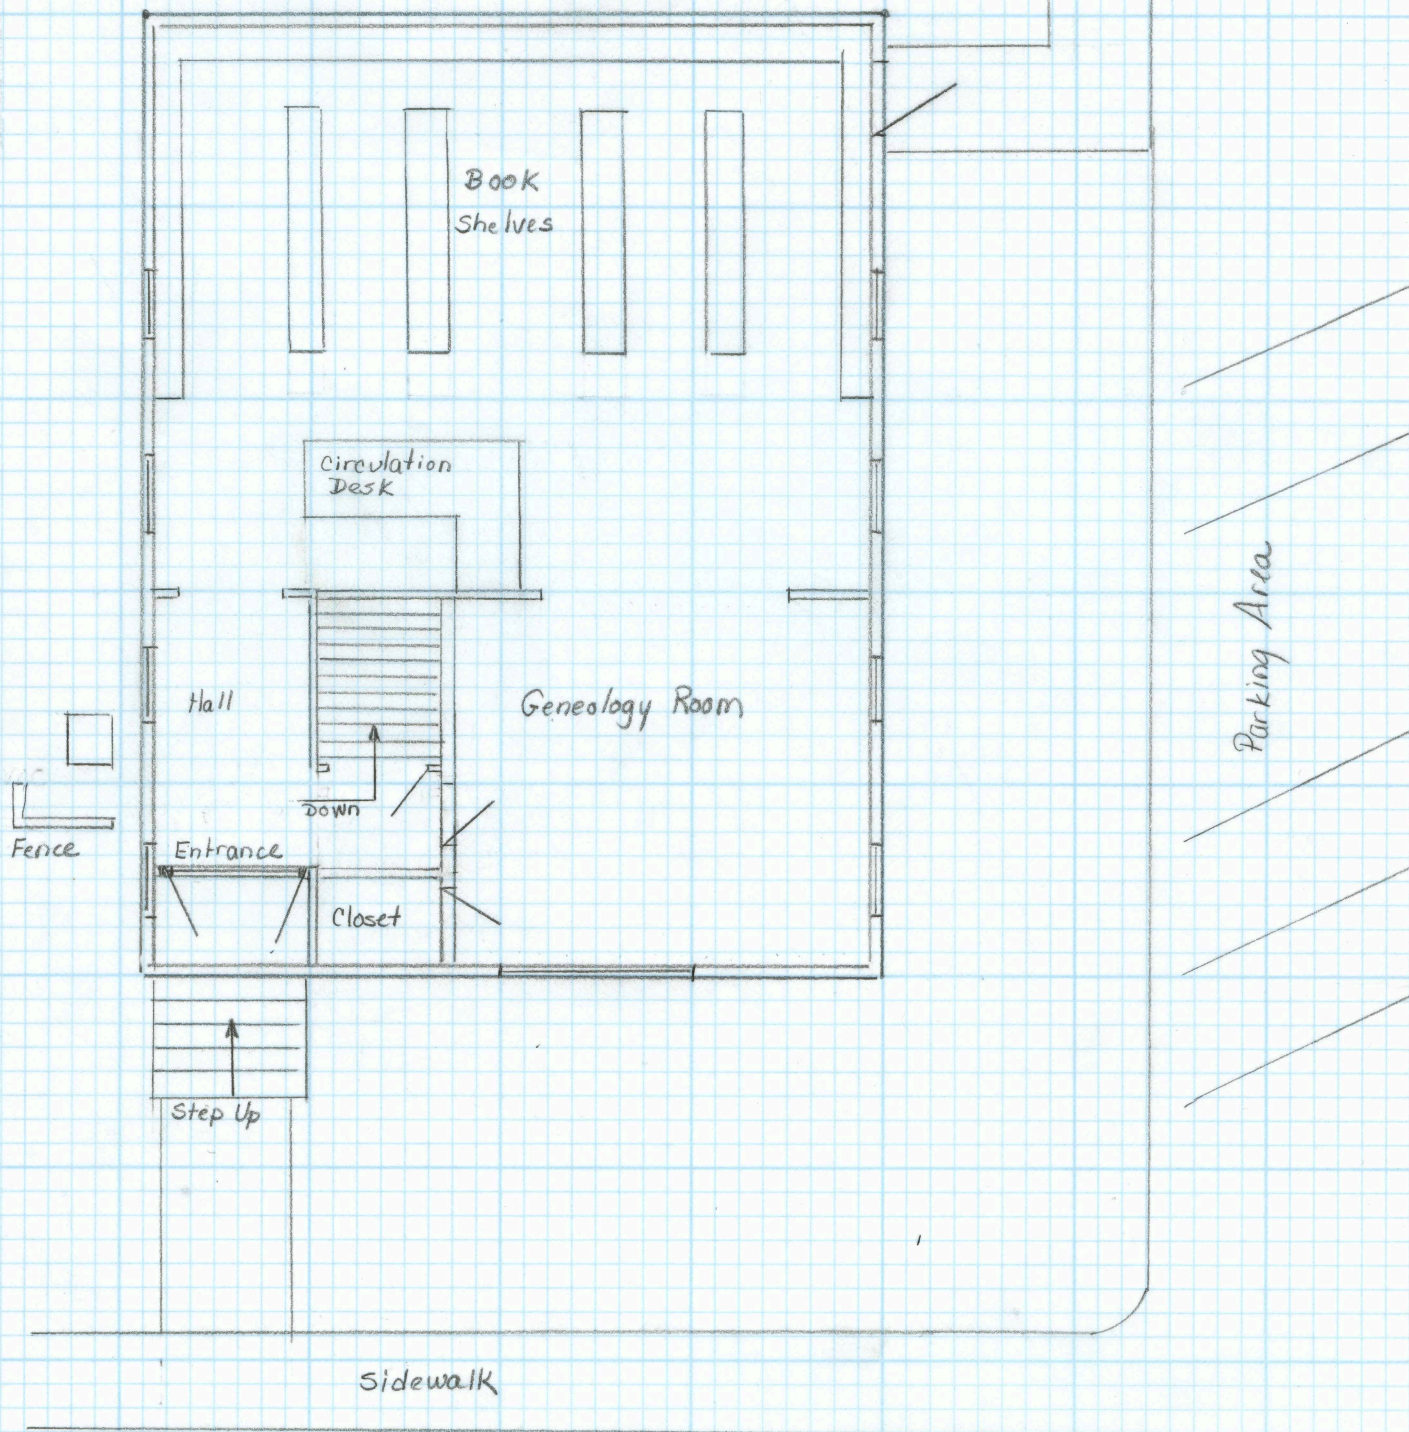 Book
Shelves
Circulation
Desk
Hall
Geneology Room
Parking Area
Down
Fence
Entrance
Closet
Step Up
Sidewalk